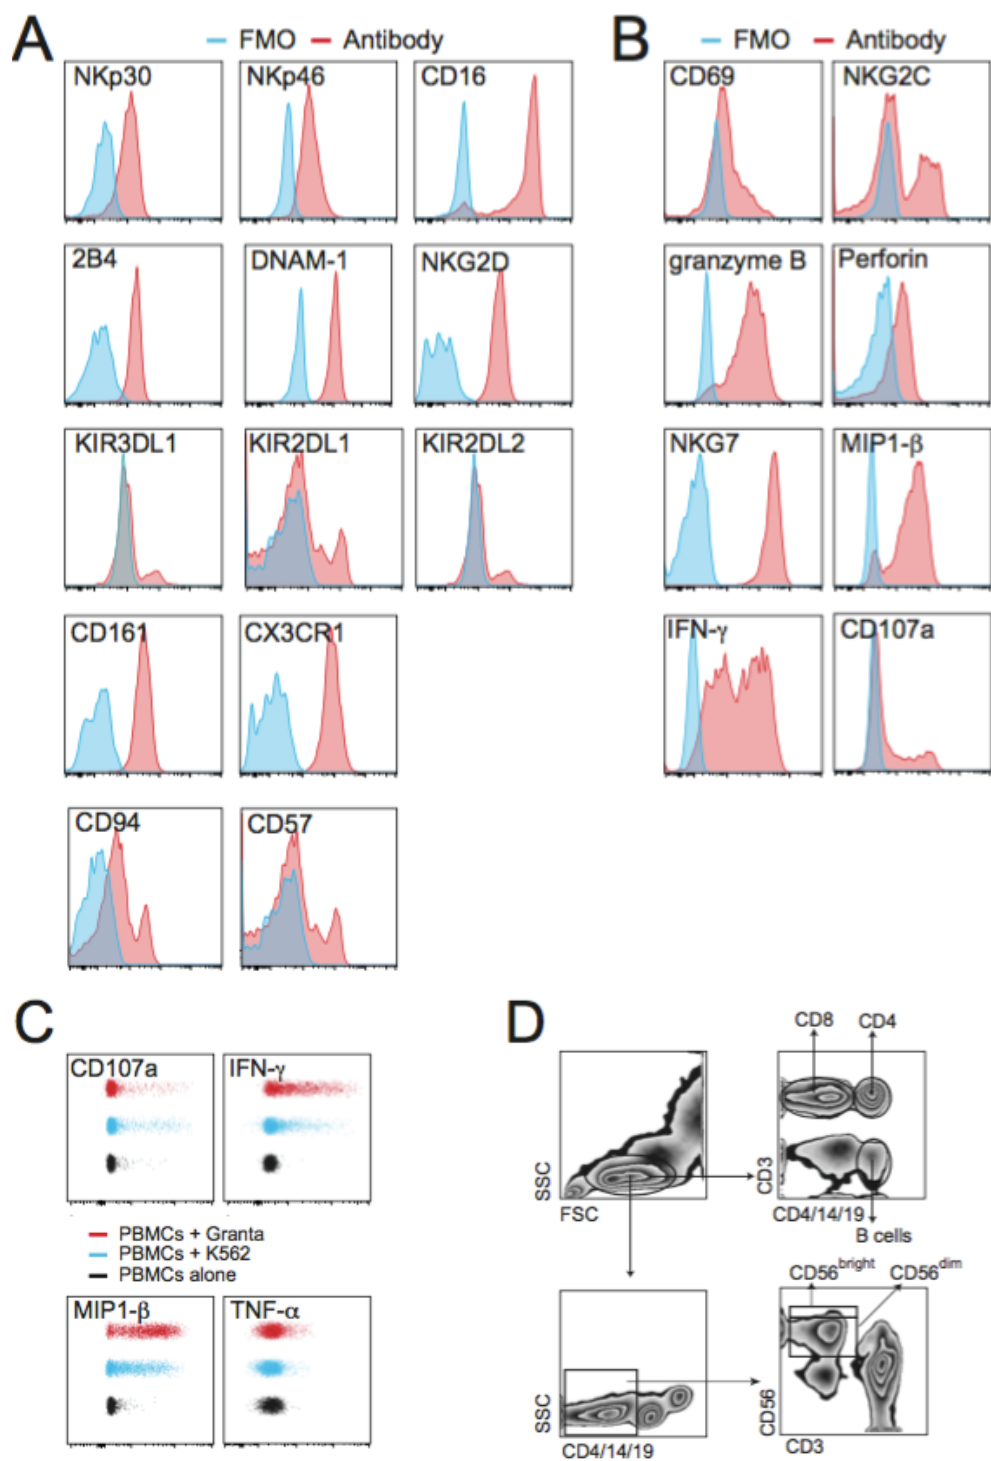 A
FMO Antibody
NKp30 NKp46 CD16
2B4 DNAM-1 NKG2D
KIR3DL1 KIR2DL1 KIR2DL2
CD161 CX3CR1
CD94 CD57
B
FMO Antibody
CD69 NKG2C
granzyme B Perforin
NKG7 MIP1-β
IFN-γ CD107a
C
CD107a IFN-γ
PBMCs + Granta
PBMCs + K562
PBMCs alone
MIP1-β TNF-α
D
SSC
FSC
CD8 CD4
CD3
CD4/14/19
B cells
SSC
CD4/14/19
CD56bright CD56dim
CD56
CD3